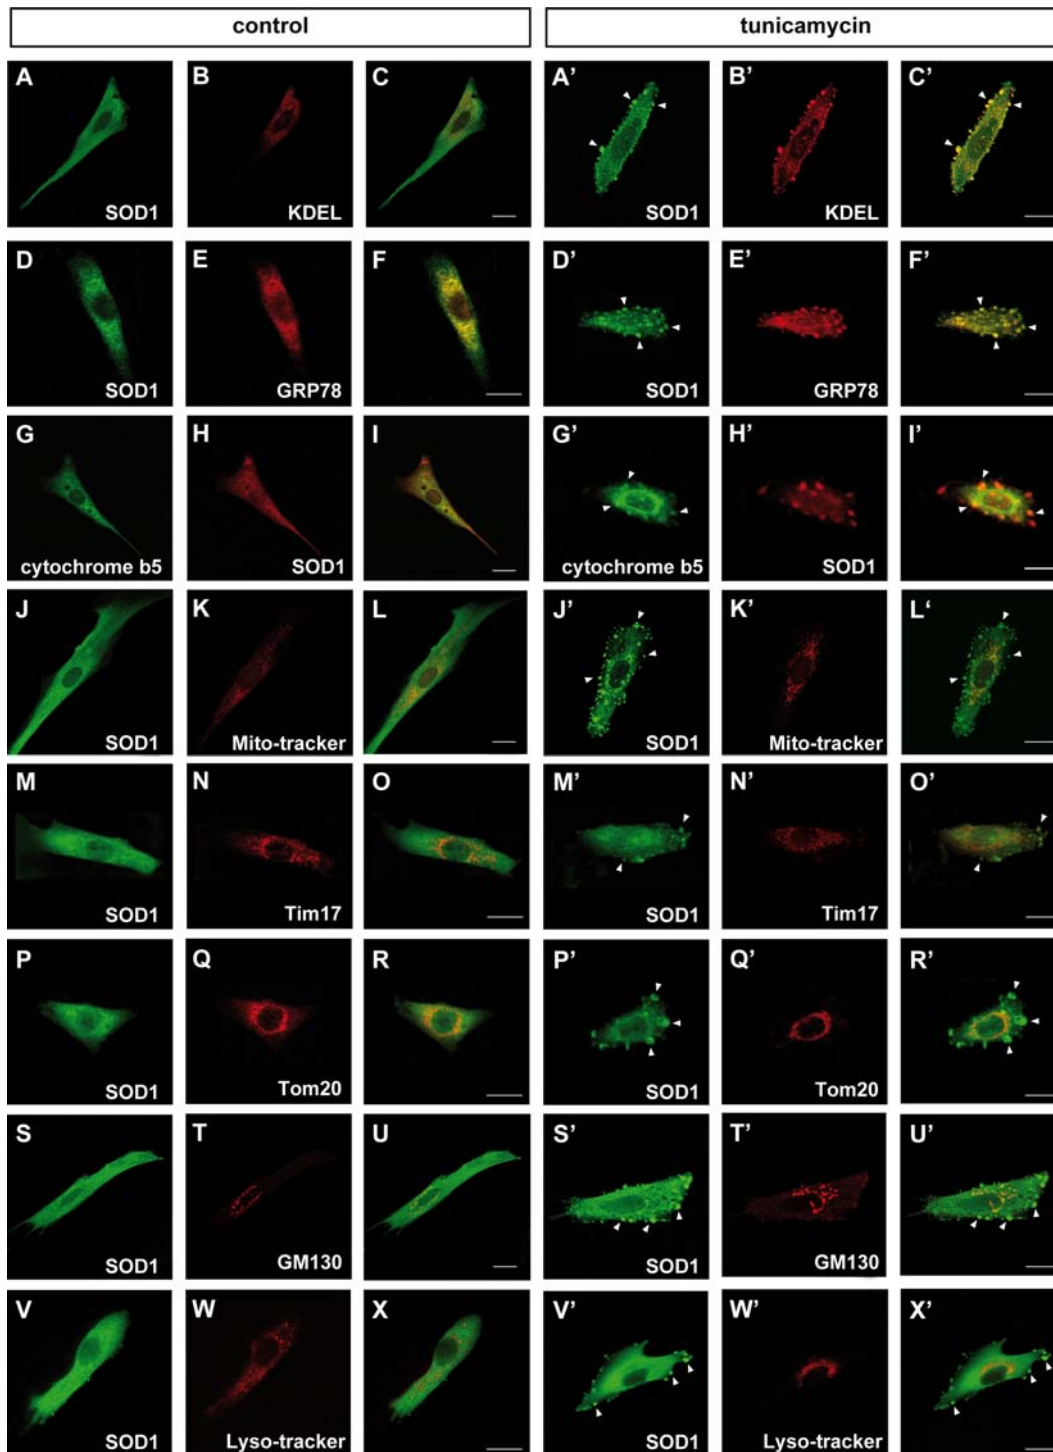 control tunicamycin
A B C A’ B’ C’
SOD1 KDEL SOD1 KDEL
D E F D’ E’ F’
SOD1 GRP78 SOD1 GRP78
G H I G’ H’ I’
cytochrome b5 SOD1 cytochrome b5 SOD1
J K L J’ K’ L‘
SOD1 Mito-tracker SOD1 Mito-tracker
M N O M’ N’ O’
SOD1 Tim17 SOD1 Tim17
P Q R P’ Q’ R’
SOD1 Tom20 SOD1 Tom20
S T U S’ T’ U’
SOD1 GM130 SOD1 GM130
V W X V’ W’ X’
SOD1 Lyso-tracker SOD1 Lyso-tracker